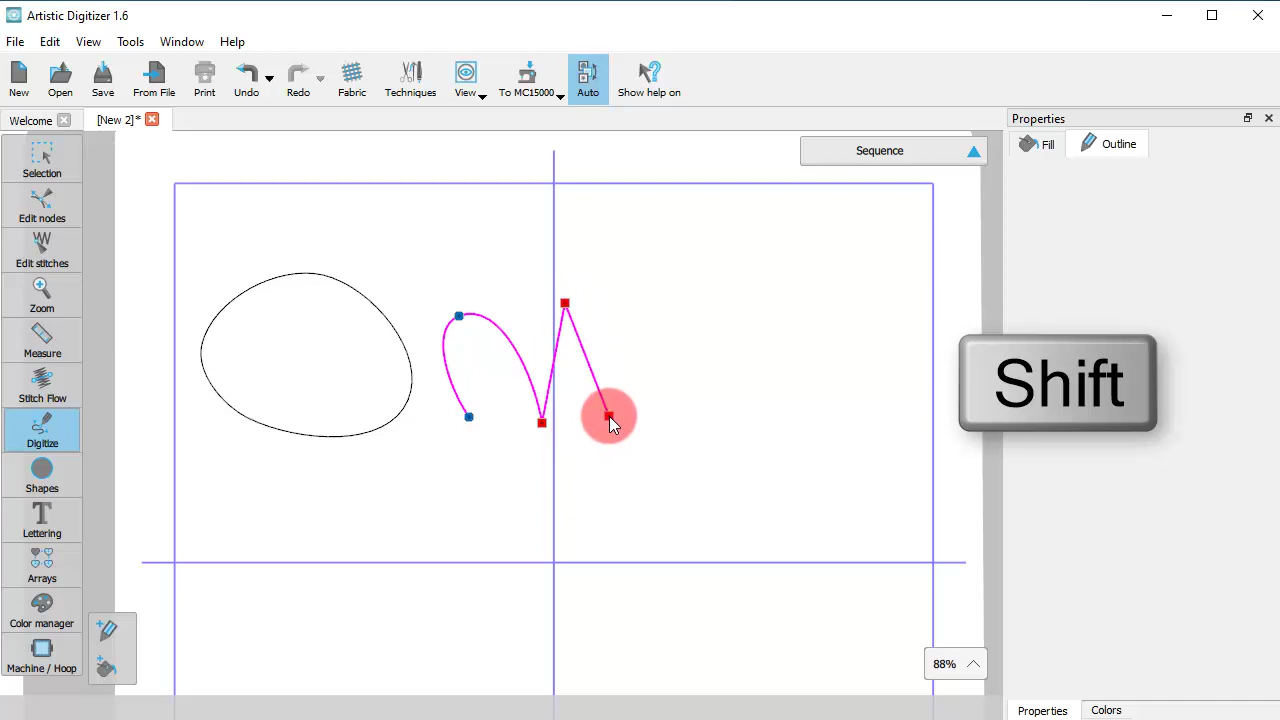 Artistic Digitizer 1.6
File Edit View Tools Window Help
New Open Save From File Print Undo Redo Fabric Techniques View To MC15000 Auto Show help on
Welcome [New 2]* Properties
Fill Outline
Sequence
Selection
Edit nodes
Edit stitches
Zoom
Measure
Stitch Flow
Digitize
Shapes
Lettering
Arrays
Color manager
Machine / Hoop
Shift
88%
Properties Colors